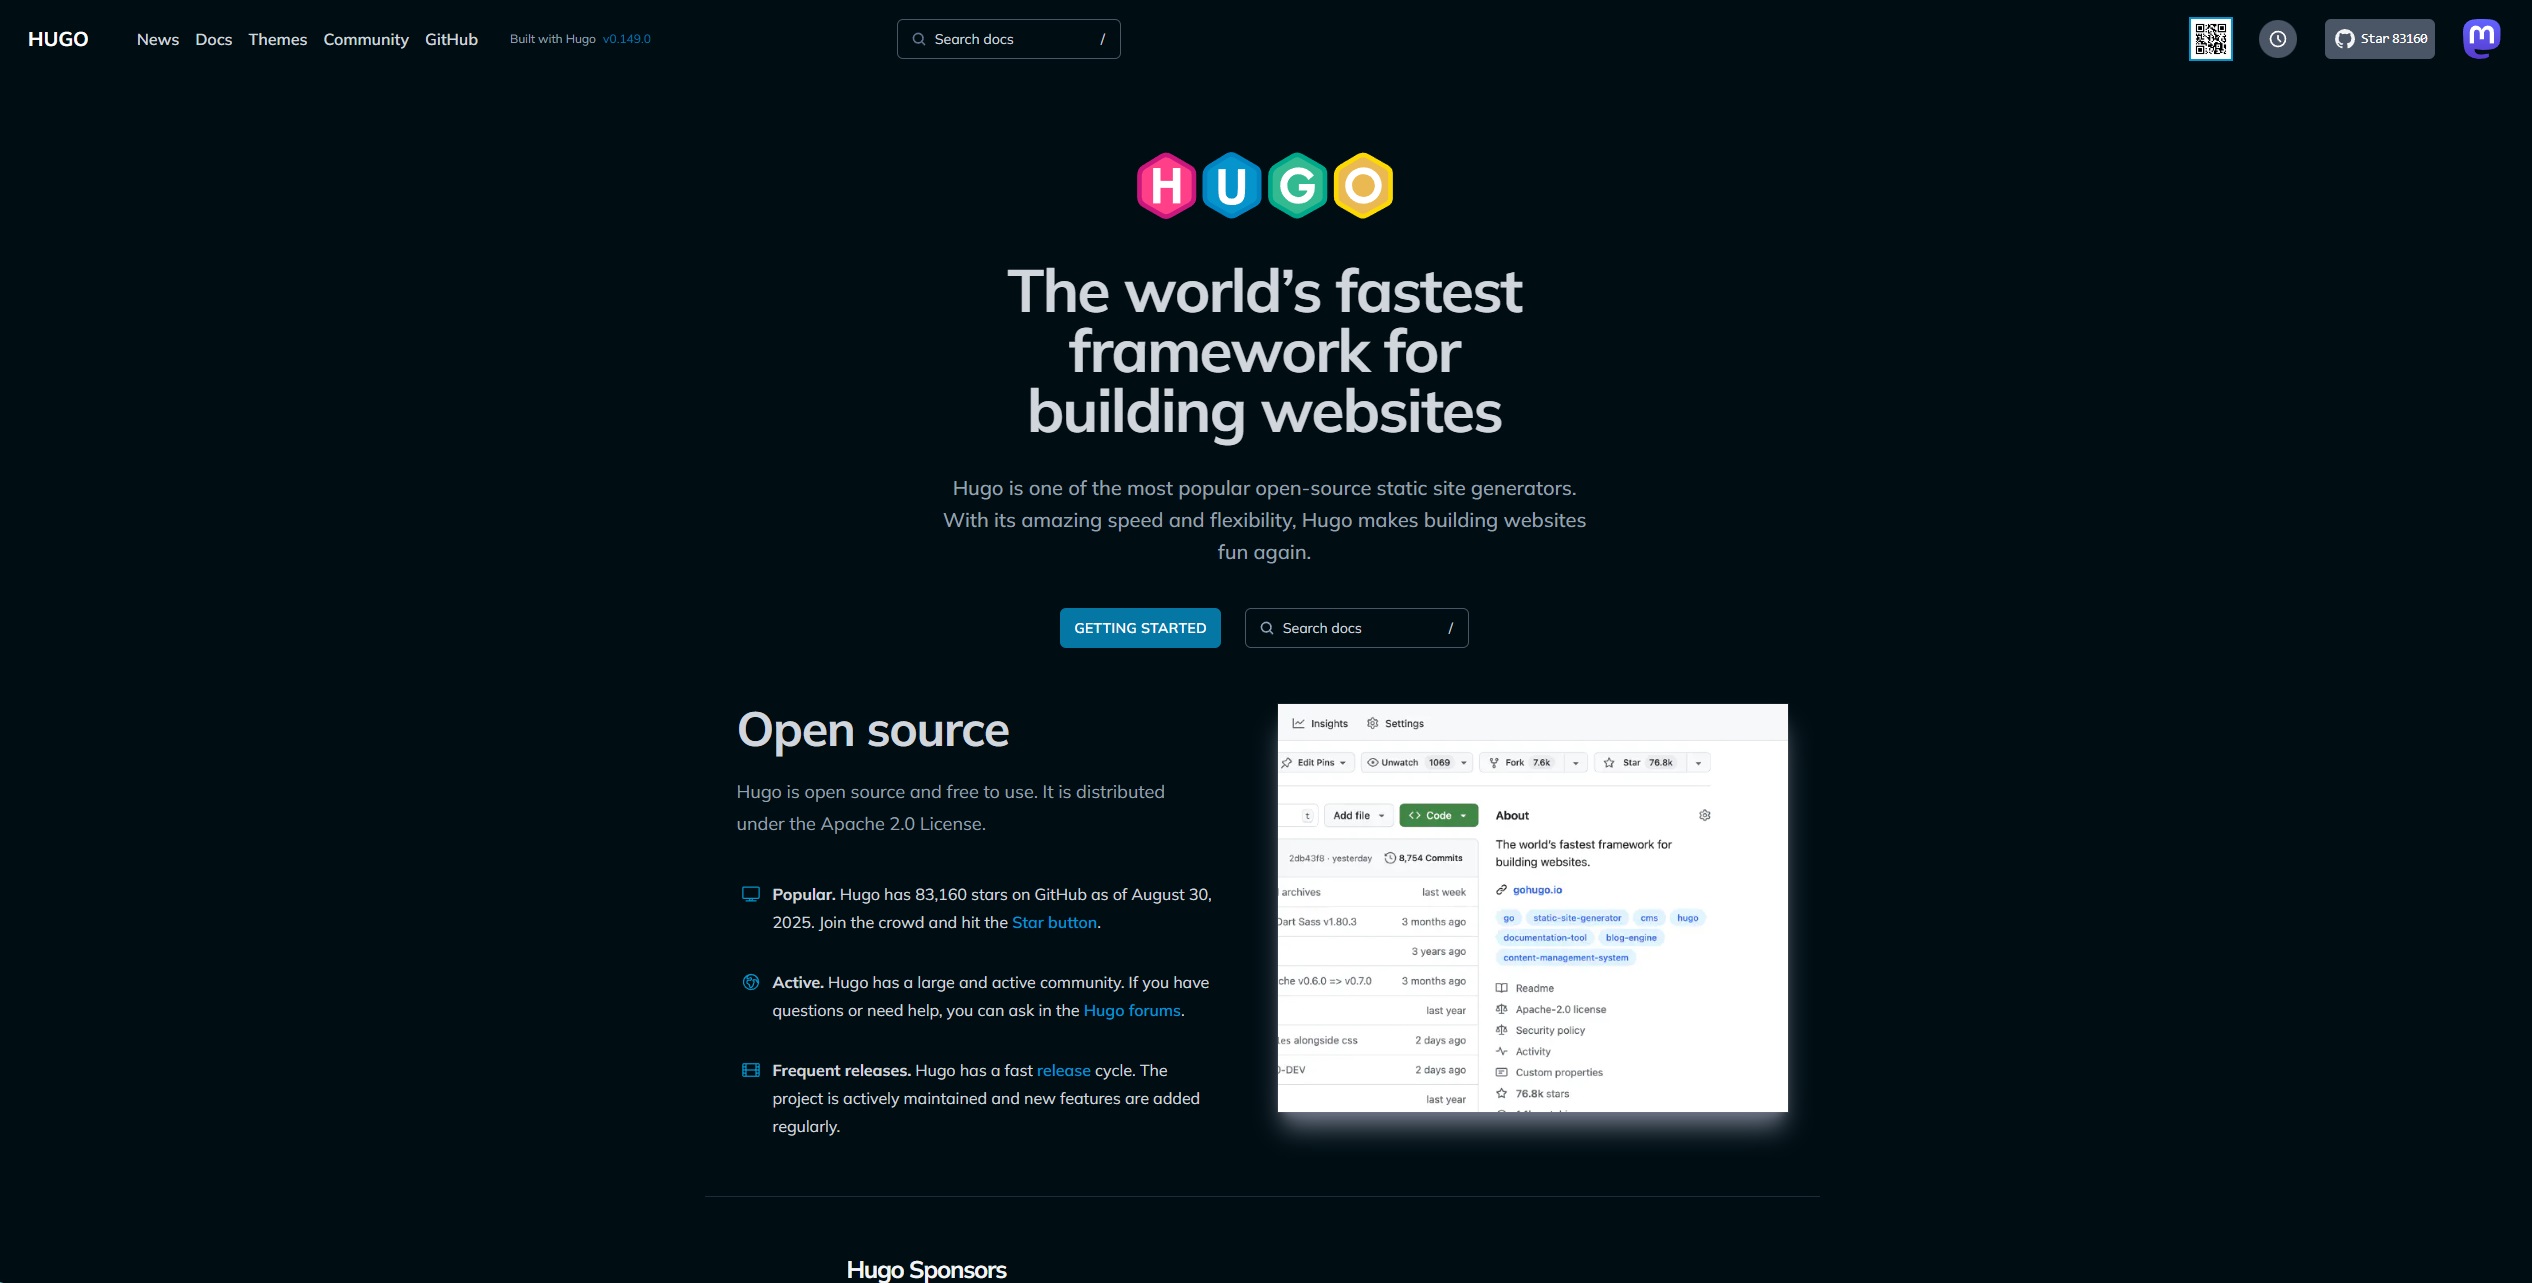 HUGO
News Docs Themes Community GitHub Built with Hugo v0.149.0
Search docs /
Star 83160
HUGO
The world’s fastest
framework for
building websites
Hugo is one of the most popular open-source static site generators.
With its amazing speed and flexibility, Hugo makes building websites
fun again.
GETTING STARTED
Search docs /
Open source
Hugo is open source and free to use. It is distributed
under the Apache 2.0 License.
Popular. Hugo has 83,160 stars on GitHub as of August 30,
2025. Join the crowd and hit the Star button.
Active. Hugo has a large and active community. If you have
questions or need help, you can ask in the Hugo forums.
Frequent releases. Hugo has a fast release cycle. The
project is actively maintained and new features are added
regularly.
Insights Settings
Edit Pins Unwatch 1069 Fork 7.6k Star 76.8k
t Add file Code
2db43f8 · yesterday 8,754 Commits
archives last week
Dart Sass v1.80.3 3 months ago
3 years ago
che v0.6.0 => v0.7.0 3 months ago
last year
les alongside css 2 days ago
0-DEV 2 days ago
last year
About
The world's fastest framework for
building websites.
gohugo.io
go static-site-generator cms hugo
documentation-tool blog-engine
content-management-system
Readme
Apache-2.0 license
Security policy
Activity
Custom properties
76.8k stars
Hugo Sponsors